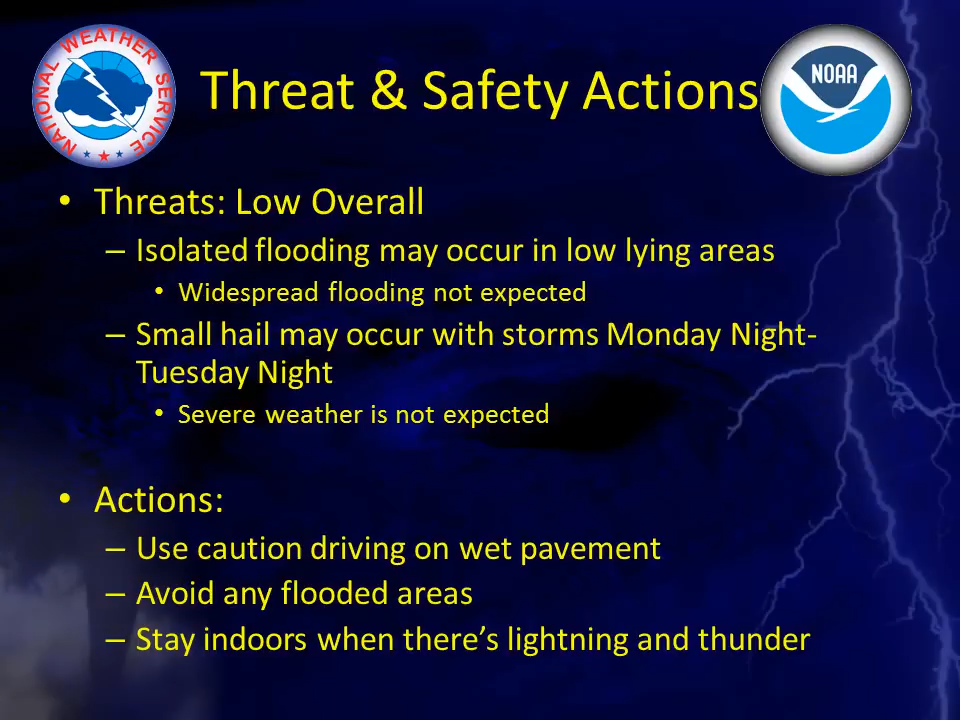 NATIONAL WEATHER SERVICE
Threat & Safety Actions
NOAA
• Threats: Low Overall
– Isolated flooding may occur in low lying areas
• Widespread flooding not expected
– Small hail may occur with storms Monday Night-
Tuesday Night
• Severe weather is not expected
• Actions:
– Use caution driving on wet pavement
– Avoid any flooded areas
– Stay indoors when there’s lightning and thunder